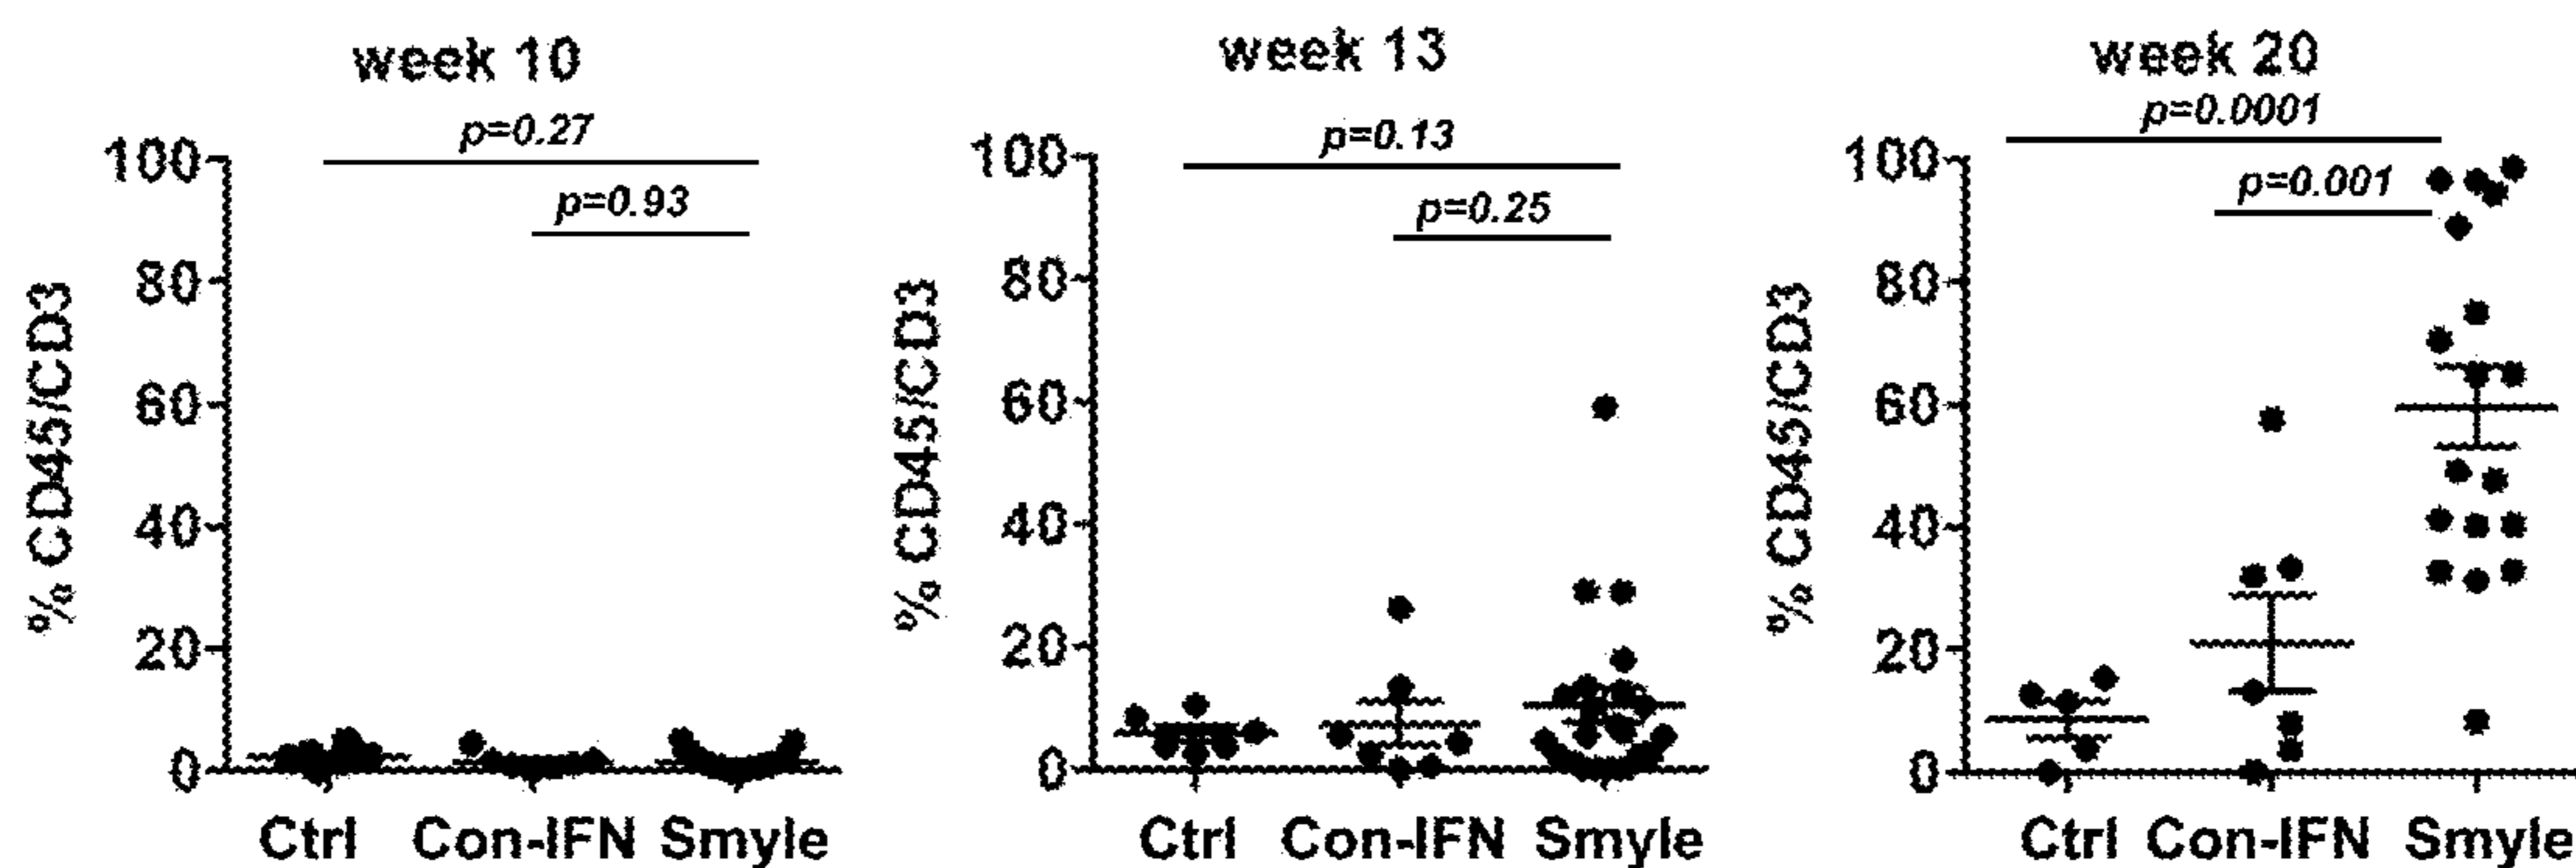 week 10
p=0.27
p=0.93
100
80
60
40
20
0
% CD45/CD3
Ctrl Con-IFN Smyle
week 13
p=0.13
p=0.25
100
80
60
40
20
0
% CD45/CD3
Ctrl Con-IFN Smyle
week 20
p=0.0001
p=0.001
100
80
60
40
20
0
% CD45/CD3
Ctrl Con-IFN Smyle